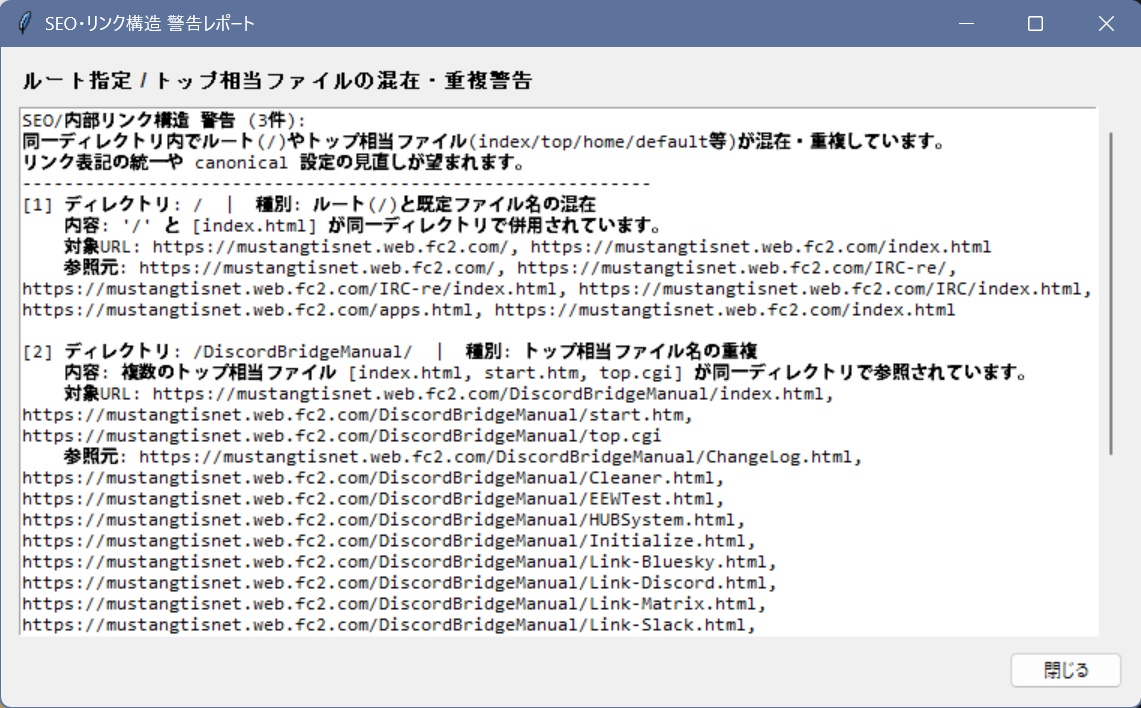 SEO・リンク構造 警告レポート
ルート指定 / トップ相当ファイルの混在・重複警告
SEO/内部リンク構造 警告 (3件):
同一ディレクトリ内でルート(/)やトップ相当ファイル(index/top/home/default等)が混在・重複しています。
リンク表記の統一や canonical 設定の見直しが望まれます。
------------------------------------------------------------
[1] ディレクトリ: / | 種別: ルート(/)と既定ファイル名の混在
内容: '/' と [index.html] が同一ディレクトリで併用されています。
対象URL: https://mustangtisnet.web.fc2.com/, https://mustangtisnet.web.fc2.com/index.html
参照元: https://mustangtisnet.web.fc2.com/, https://mustangtisnet.web.fc2.com/IRC-re/,
https://mustangtisnet.web.fc2.com/IRC-re/index.html, https://mustangtisnet.web.fc2.com/IRC/index.html,
https://mustangtisnet.web.fc2.com/apps.html, https://mustangtisnet.web.fc2.com/index.html
[2] ディレクトリ: /DiscordBridgeManual/ | 種別: トップ相当ファイル名の重複
内容: 複数のトップ相当ファイル [index.html, start.htm, top.cgi] が同一ディレクトリで参照されています。
対象URL: https://mustangtisnet.web.fc2.com/DiscordBridgeManual/index.html,
https://mustangtisnet.web.fc2.com/DiscordBridgeManual/start.htm,
https://mustangtisnet.web.fc2.com/DiscordBridgeManual/top.cgi
参照元: https://mustangtisnet.web.fc2.com/DiscordBridgeManual/ChangeLog.html,
https://mustangtisnet.web.fc2.com/DiscordBridgeManual/Cleaner.html,
https://mustangtisnet.web.fc2.com/DiscordBridgeManual/EEWTest.html,
https://mustangtisnet.web.fc2.com/DiscordBridgeManual/HUBSystem.html,
https://mustangtisnet.web.fc2.com/DiscordBridgeManual/Initialize.html,
https://mustangtisnet.web.fc2.com/DiscordBridgeManual/Link-Bluesky.html,
https://mustangtisnet.web.fc2.com/DiscordBridgeManual/Link-Discord.html,
https://mustangtisnet.web.fc2.com/DiscordBridgeManual/Link-Matrix.html,
https://mustangtisnet.web.fc2.com/DiscordBridgeManual/Link-Slack.html,
閉じる